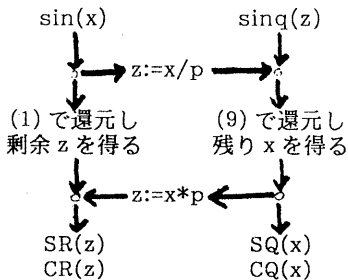 sin(x) sinq(z)
z:=x/p
(1)で還元し (9)で還元し
剰余zを得る 残りxを得る
z:=x*p
SR(z) SQ(x)
CR(z) CQ(x)